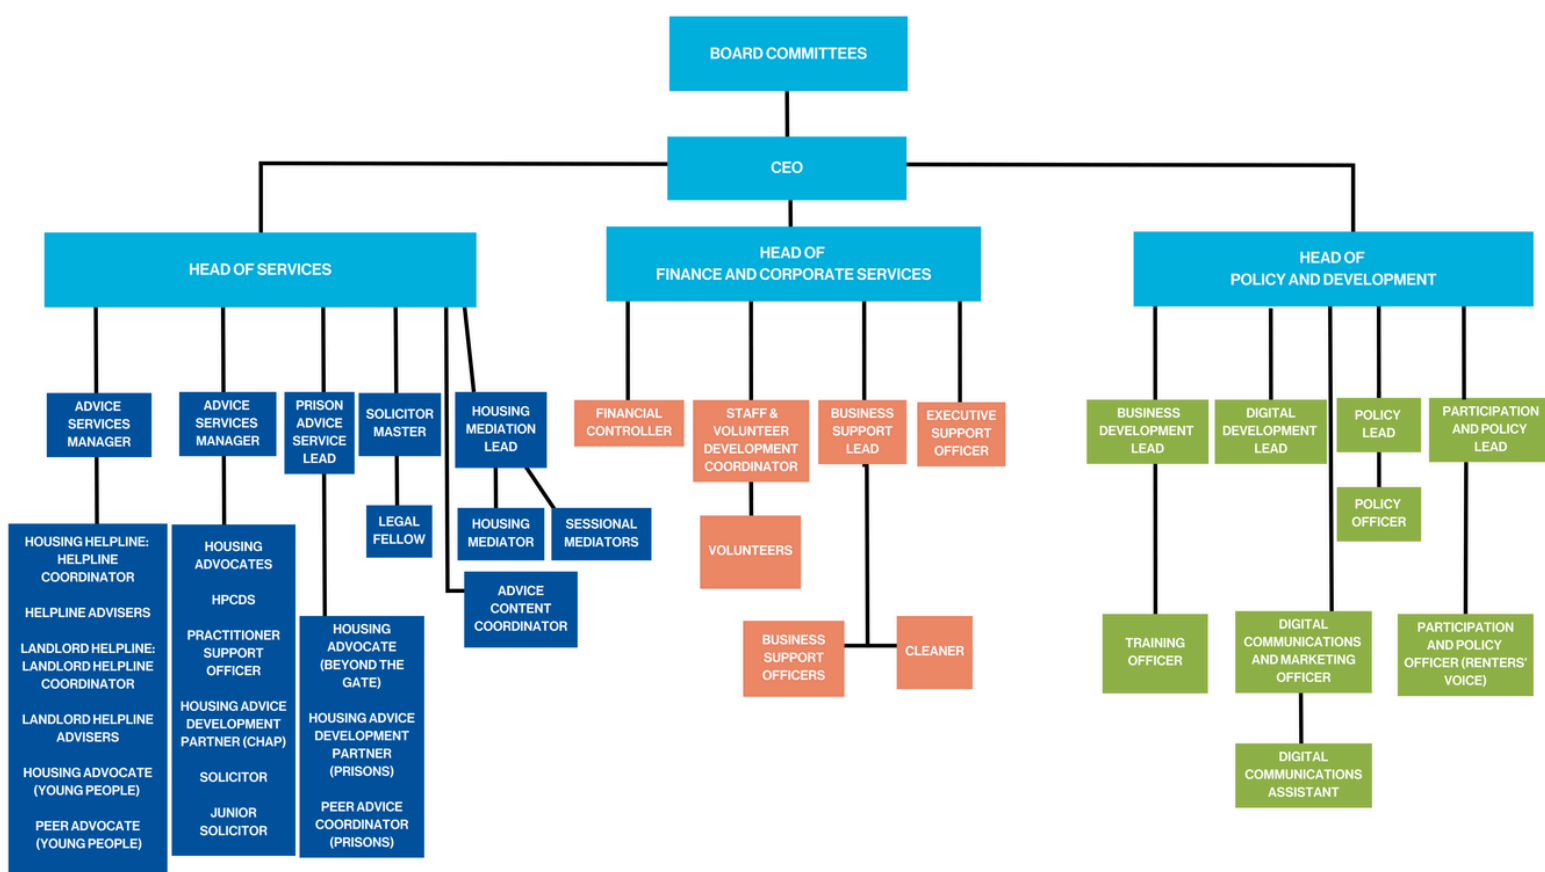 BOARD COMMITTEES
CEO
HEAD OF SERVICES
HEAD OF
FINANCE AND CORPORATE SERVICES
HEAD OF
POLICY AND DEVELOPMENT
ADVICE
SERVICES
MANAGER
ADVICE
SERVICES
MANAGER
PRISON
ADVICE
SERVICE
LEAD
SOLICITOR
MASTER
HOUSING
MEDIATION
LEAD
FINANCIAL
CONTROLLER
STAFF &
VOLUNTEER
DEVELOPMENT
COORDINATOR
BUSINESS
SUPPORT
LEAD
EXECUTIVE
SUPPORT
OFFICER
BUSINESS
DEVELOPMENT
LEAD
DIGITAL
DEVELOPMENT
LEAD
POLICY
LEAD
PARTICIPATION
AND POLICY
LEAD
HOUSING HELPLINE:
HELPLINE
COORDINATOR
HELPLINE ADVISERS
LANDLORD HELPLINE:
LANDLORD HELPLINE
COORDINATOR
LANDLORD HELPLINE
ADVISERS
HOUSING ADVOCATE
(YOUNG PEOPLE)
PEER ADVOCATE
(YOUNG PEOPLE)
HOUSING
ADVOCATES
HPCDS
PRACTITIONER
SUPPORT
OFFICER
HOUSING ADVICE
DEVELOPMENT
PARTNER (CHAP)
SOLICITOR
JUNIOR
SOLICITOR
HOUSING
ADVOCATE
(BEYOND THE
GATE)
HOUSING ADVICE
DEVELOPMENT
PARTNER
(PRISONS)
PEER ADVICE
COORDINATOR
(PRISONS)
LEGAL
FELLOW
HOUSING
MEDIATOR
SESSIONAL
MEDIATORS
ADVICE
CONTENT
COORDINATOR
VOLUNTEERS
BUSINESS
SUPPORT
OFFICERS
CLEANER
POLICY
OFFICER
TRAINING
OFFICER
DIGITAL
COMMUNICATIONS
AND MARKETING
OFFICER
PARTICIPATION
AND POLICY
OFFICER (RENTERS'
VOICE)
DIGITAL
COMMUNICATIONS
ASSISTANT